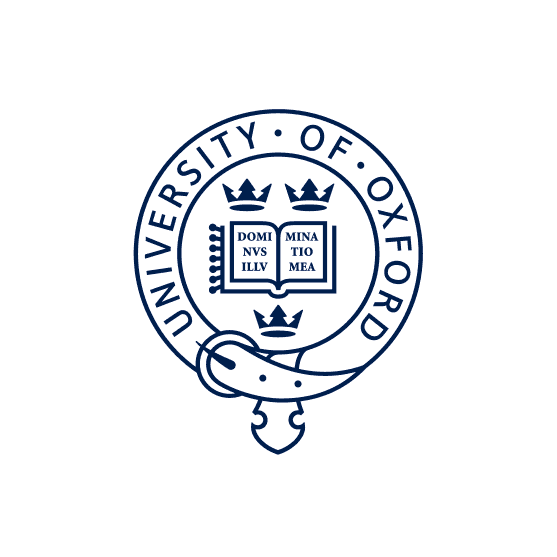 UNIVERSITY · OF · OXFORD
DOMI
NVS
ILLV
MINA
TIO
MEA